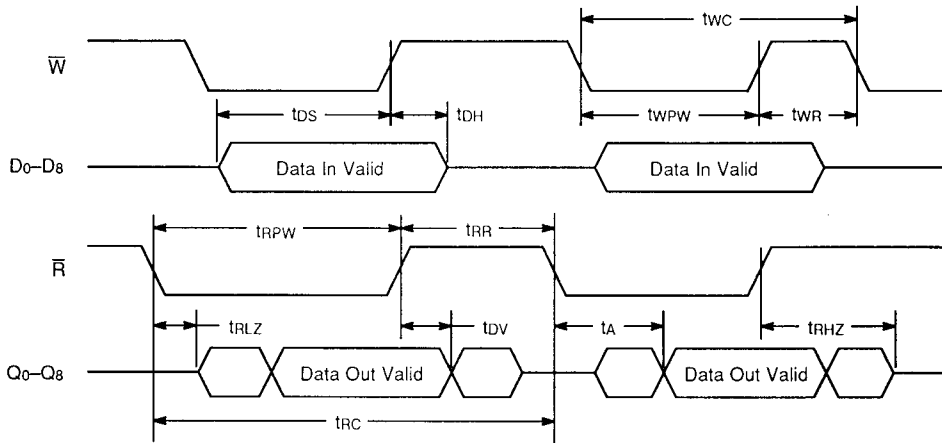 tWC
W
tDS
tDH
tWPW
tWR
D0–D8
Data In Valid
Data In Valid
tRPW
tRR
R
tRLZ
tDV
tA
tRHZ
Q0–Q8
Data Out Valid
Data Out Valid
tRC